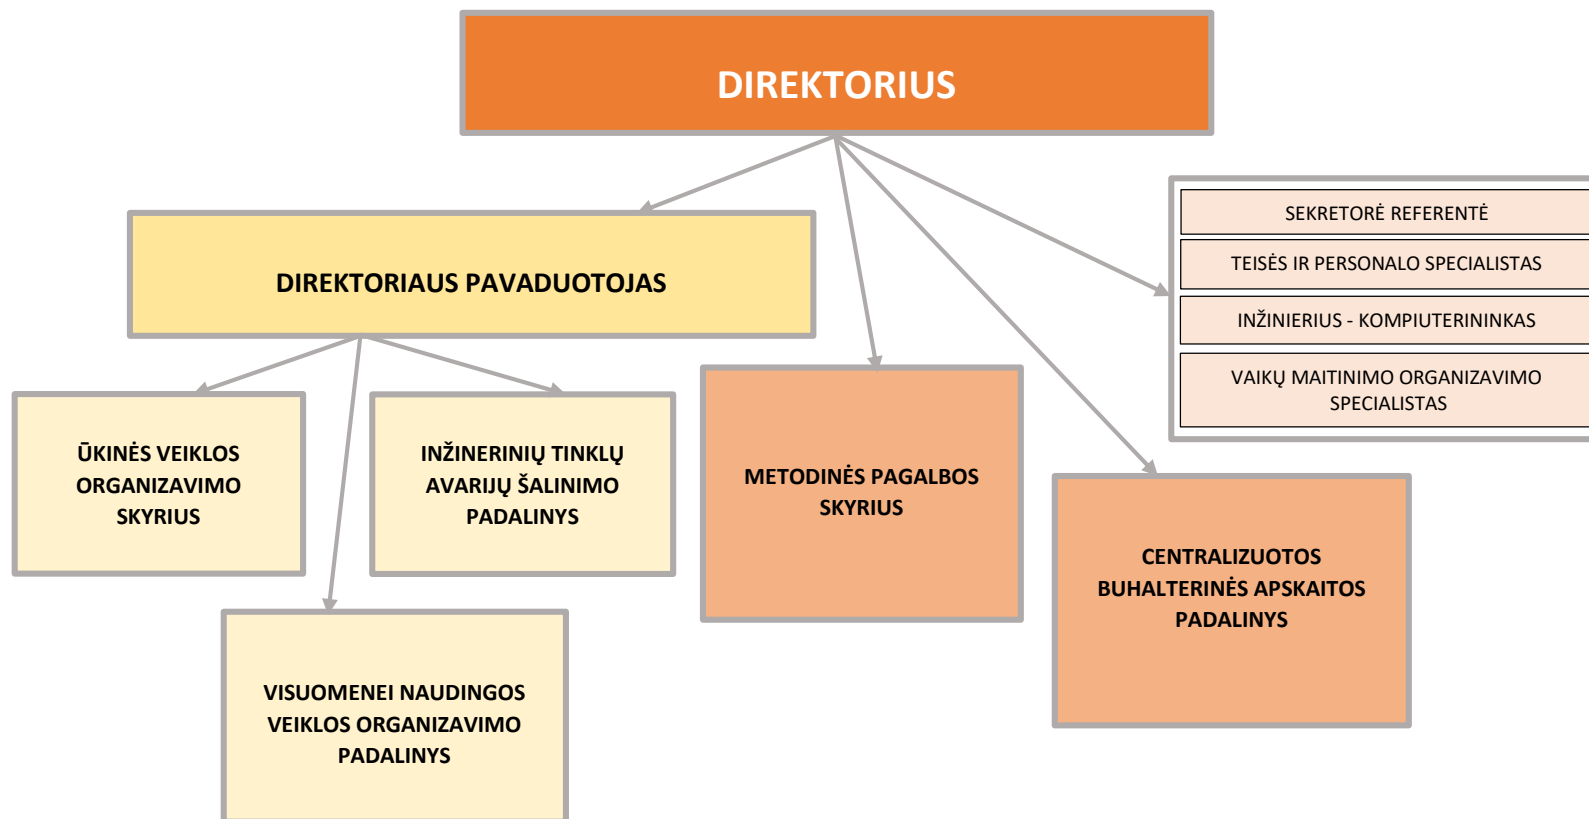 DIREKTORIUS
DIREKTORIAUS PAVADUOTOJAS
SEKRETORĖ REFERENTĖ
TEISĖS IR PERSONALO SPECIALISTAS
INŽINIERIUS - KOMPIUTERININKAS
VAIKŲ MAITINIMO ORGANIZAVIMO
SPECIALISTAS
ŪKINĖS VEIKLOS
ORGANIZAVIMO
SKYRIUS
INŽINERINIŲ TINKLŲ
AVARIJŲ ŠALINIMO
PADALINYS
METODINĖS PAGALBOS
SKYRIUS
CENTRALIZUOTOS
BUHALTERINĖS APSKAITOS
PADALINYS
VISUOMENEI NAUDINGOS
VEIKLOS ORGANIZAVIMO
PADALINYS